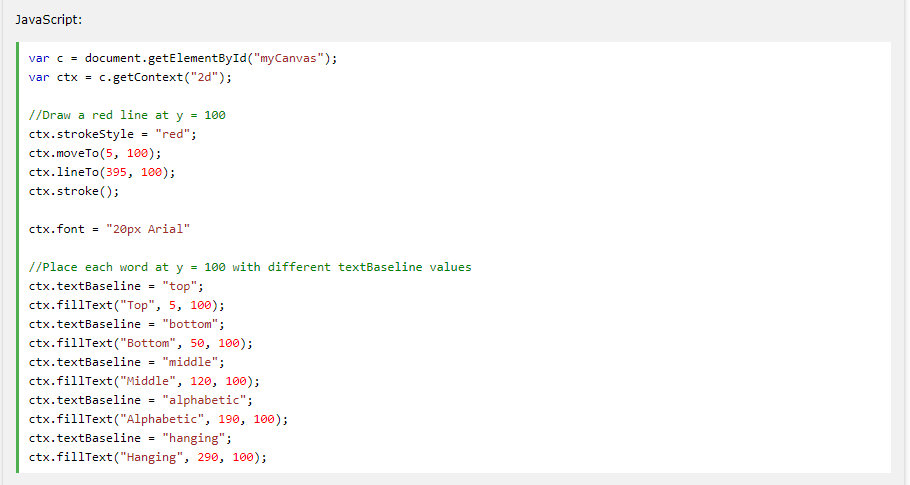 JavaScript:
var c = document.getElementById("myCanvas");
var ctx = c.getContext("2d");
//Draw a red line at y = 100
ctx.strokeStyle = "red";
ctx.moveTo(5, 100);
ctx.lineTo(395, 100);
ctx.stroke();
ctx.font = "20px Arial"
//Place each word at y = 100 with different textBaseline values
ctx.textBaseline = "top";
ctx.fillText("Top", 5, 100);
ctx.textBaseline = "bottom";
ctx.fillText("Bottom", 50, 100);
ctx.textBaseline = "middle";
ctx.fillText("Middle", 120, 100);
ctx.textBaseline = "alphabetic";
ctx.fillText("Alphabetic", 190, 100);
ctx.textBaseline = "hanging";
ctx.fillText("Hanging", 290, 100);